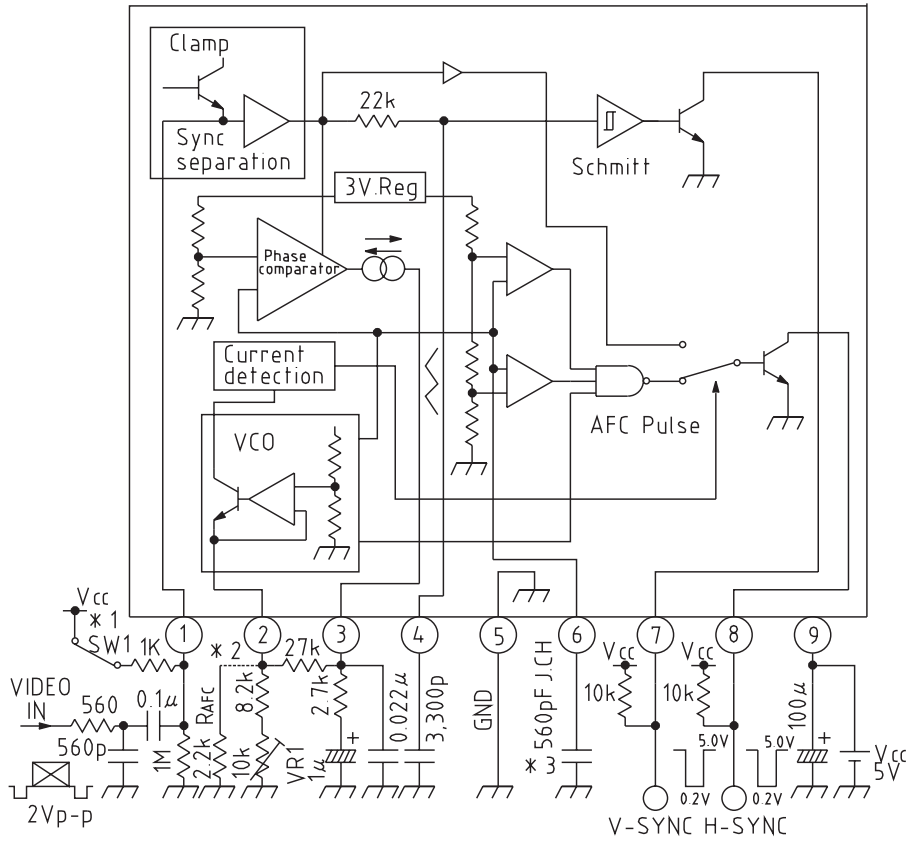 Clamp
Sync
separation
22k
Schmitt
3V.Reg
Phase
comparator
Current
detection
VCO
AFC Pulse
Vcc
* 1
SW1
1K
1
2
3
4
5
6
7
8
9
* 2
27k
Vcc
Vcc
VIDEO
IN
560
0.1µ
560p
1M
RAFC
2.2k
8.2k
10k
VR1
2.7k
+
1µ
0.022µ
3,300p
GND
560pF J.CH
* 3
10k
10k
100µ
+
5.0V
0.2V
5.0V
0.2V
Vcc
5V
2Vp-p
V-SYNC
H-SYNC